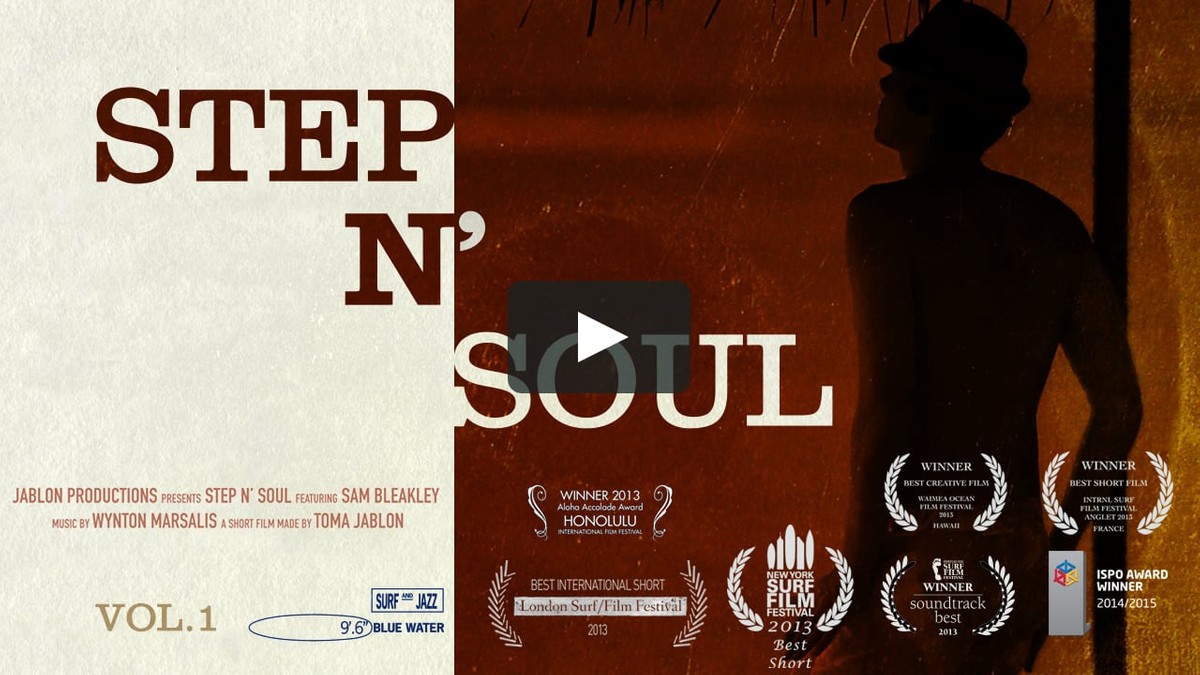 STEP
N’
SOUL
JABLON PRODUCTIONS PRESENTS STEP N’ SOUL FEATURING SAM BLEAKLEY
MUSIC BY WYNTON MARSALIS A SHORT FILM MADE BY TOMA JABLON
VOL.1
SURF AND JAZZ
9’.6” BLUE WATER
WINNER 2013
Aloha Accolade Award
HONOLULU
INTERNATIONAL FILM FESTIVAL
BEST INTERNATIONAL SHORT
London Surf/Film Festival
2013
NEW YORK
SURF
FILM
FESTIVAL
2013
Best
Short
WINNER
BEST CREATIVE FILM
WAIMEA OCEAN
FILM FESTIVAL
2015
HAWAII
WINNER
BEST SHORT FILM
INTRNL SURF
FILM FESTIVAL
ANGLET 2013
FRANCE
SURF FILM
FESTIVAL
WINNER
soundtrack
best
2013
ISPO AWARD
WINNER
2014/2015